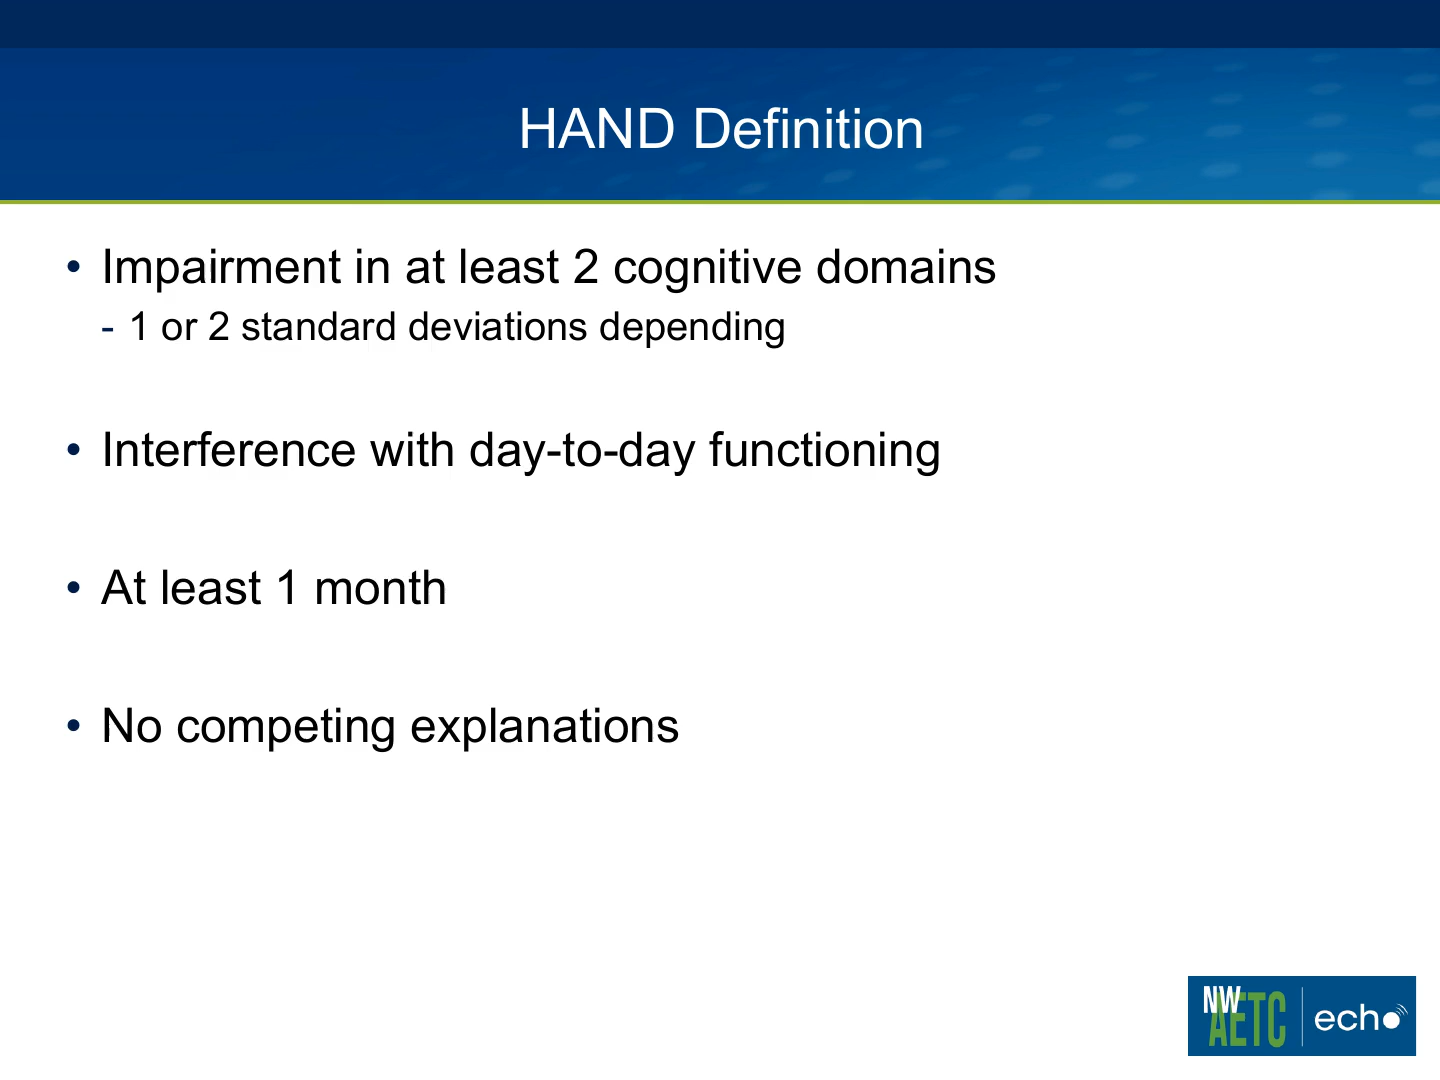 HAND Definition
• Impairment in at least 2 cognitive domains
- 1 or 2 standard deviations depending
• Interference with day-to-day functioning
• At least 1 month
• No competing explanations
NW
AETC
echo